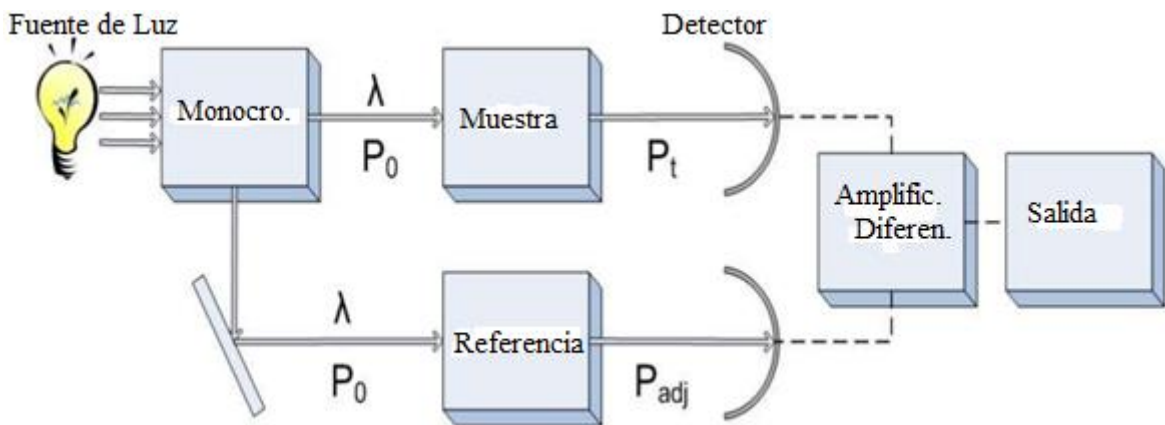 Fuente de Luz
Detector
Monocro.
λ
P0
Muestra
Pt
Amplific.
Diferen.
Salida
λ
P0
Referencia
Padj